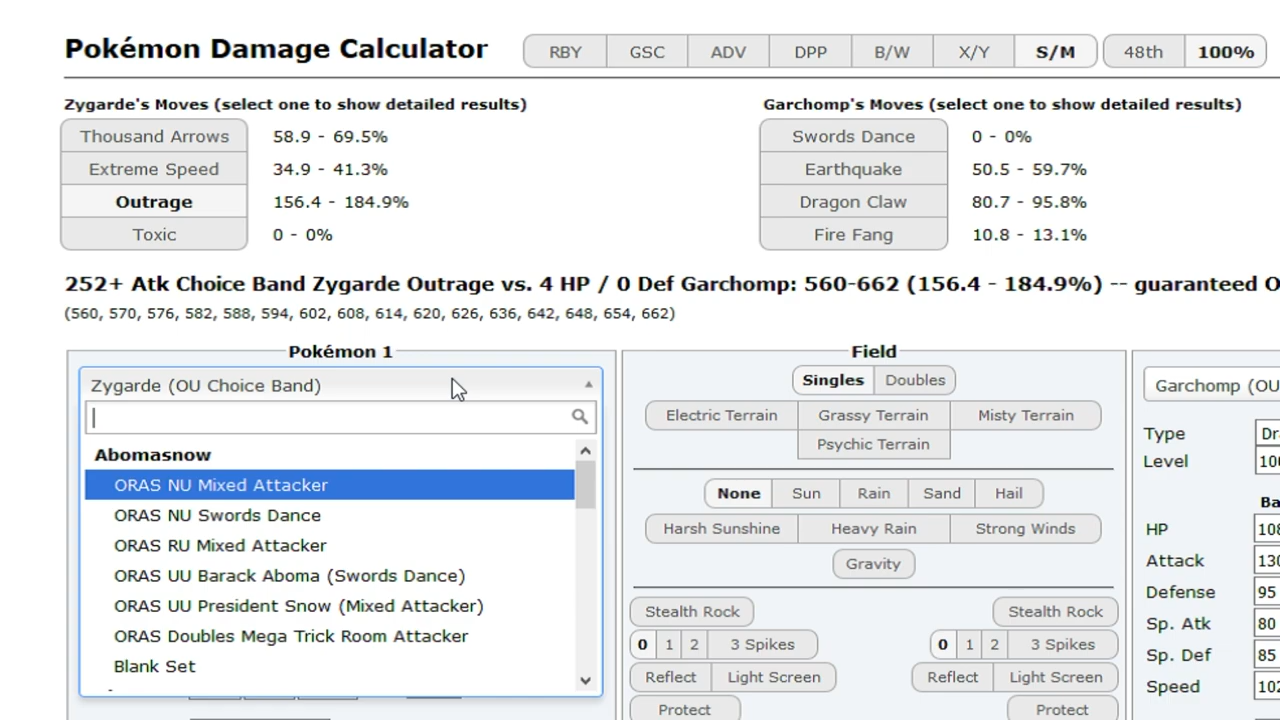 Pokémon Damage Calculator
RBY GSC ADV DPP B/W X/Y S/M 48th 100%
Zygarde's Moves (select one to show detailed results)
Thousand Arrows 58.9 - 69.5%
Extreme Speed 34.9 - 41.3%
Outrage 156.4 - 184.9%
Toxic 0 - 0%
Garchomp's Moves (select one to show detailed results)
Swords Dance 0 - 0%
Earthquake 50.5 - 59.7%
Dragon Claw 80.7 - 95.8%
Fire Fang 10.8 - 13.1%
252+ Atk Choice Band Zygarde Outrage vs. 4 HP / 0 Def Garchomp: 560-662 (156.4 - 184.9%) -- guaranteed O
(560, 570, 576, 582, 588, 594, 602, 608, 614, 620, 626, 636, 642, 648, 654, 662)
Pokémon 1
Zygarde (OU Choice Band)
Abomasnow
ORAS NU Mixed Attacker
ORAS NU Swords Dance
ORAS RU Mixed Attacker
ORAS UU Barack Aboma (Swords Dance)
ORAS UU President Snow (Mixed Attacker)
ORAS Doubles Mega Trick Room Attacker
Blank Set
Field
Singles Doubles
Electric Terrain Grassy Terrain Misty Terrain
Psychic Terrain
None Sun Rain Sand Hail
Harsh Sunshine Heavy Rain Strong Winds
Gravity
Stealth Rock Stealth Rock
0 1 2 3 Spikes 0 1 2 3 Spikes
Reflect Light Screen Reflect Light Screen
Protect Protect
Garchomp (OU
Type Dr
Level 100
Ba
HP 108
Attack 130
Defense 95
Sp. Atk 80
Sp. Def 85
Speed 102